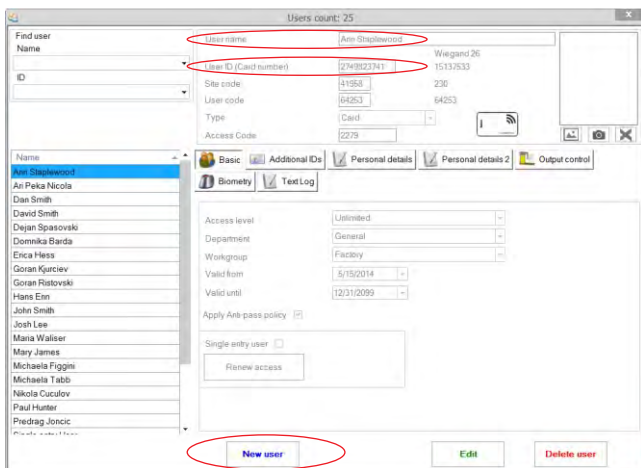 Users count: 25
x
Find user
Name
ID
User name Ann Staplewood
Wiegand 26
User ID (Card number) 2749823741 15137533
Site code 41958 230
User code 64253 64253
Type Card
Access Code 2279
Name
Ann Staplewood
Ari Peka Nicola
Dan Smith
David Smith
Dejan Spasovski
Domnika Barda
Erica Hess
Goran Kjurciev
Goran Ristovski
Hans Enn
John Smith
Josh Lee
Maria Waliser
Mary James
Michaela Figgini
Michaela Tabb
Nikola Cuculov
Paul Hunter
Predrag Joncic
Single entry User
Basic Additional IDs Personal details Personal details 2 Output control
Biometry Text Log
Access level Unlimited
Department General
Workgroup Factory
Valid from 5/15/2014
Valid until 12/31/2099
Apply Anti-pass policy
Single entry user
Renew access
New user Edit Delete user